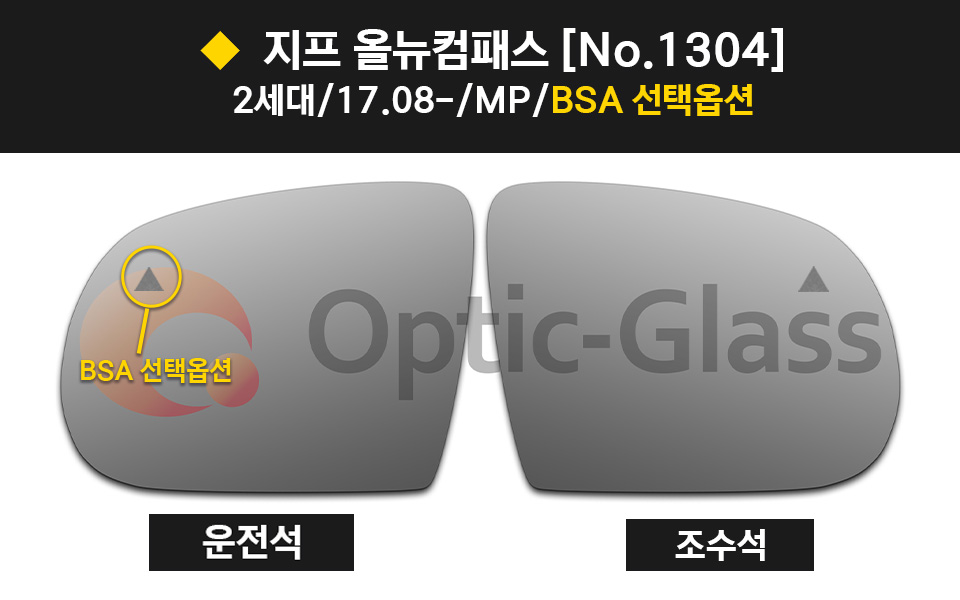 ◆ 지프 올뉴컴패스 [No.1304]
2세대/17.08-/MP/BSA 선택옵션
Optic-Glass
BSA 선택옵션
운전석
조수석